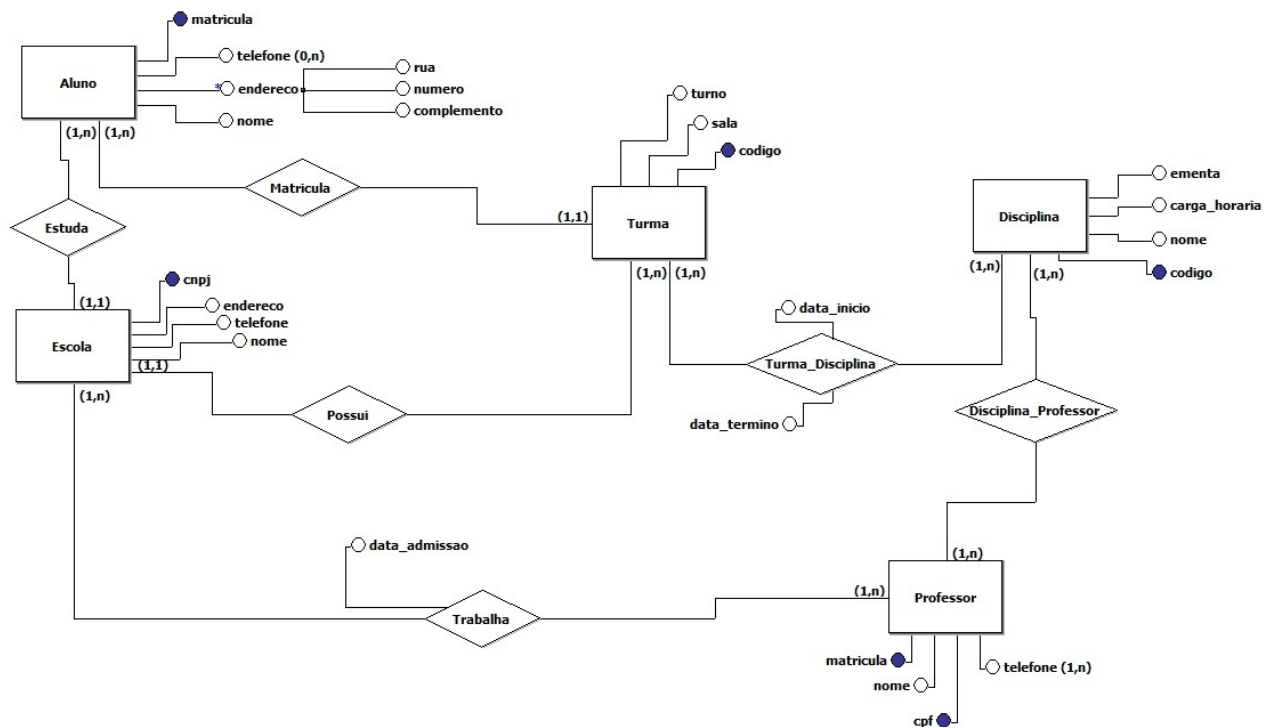 matricula
telefone (0,n)
Aluno
* endereco
rua
numero
complemento
nome
(1,n)
(1,n)
turno
sala
codigo
Matricula
(1,1)
Turma
ementa
carga_horaria
Disciplina
nome
codigo
Estuda
(1,n)
(1,n)
(1,n)
(1,n)
cnpj
(1,1)
endereco
telefone
nome
Escola
(1,1)
data_inicio
Turma_Disciplina
(1,n)
Possui
data_termino
Disciplina_Professor
data_admissao
(1,n)
(1,n)
Professor
Trabalha
matricula
telefone (1,n)
nome
cpf